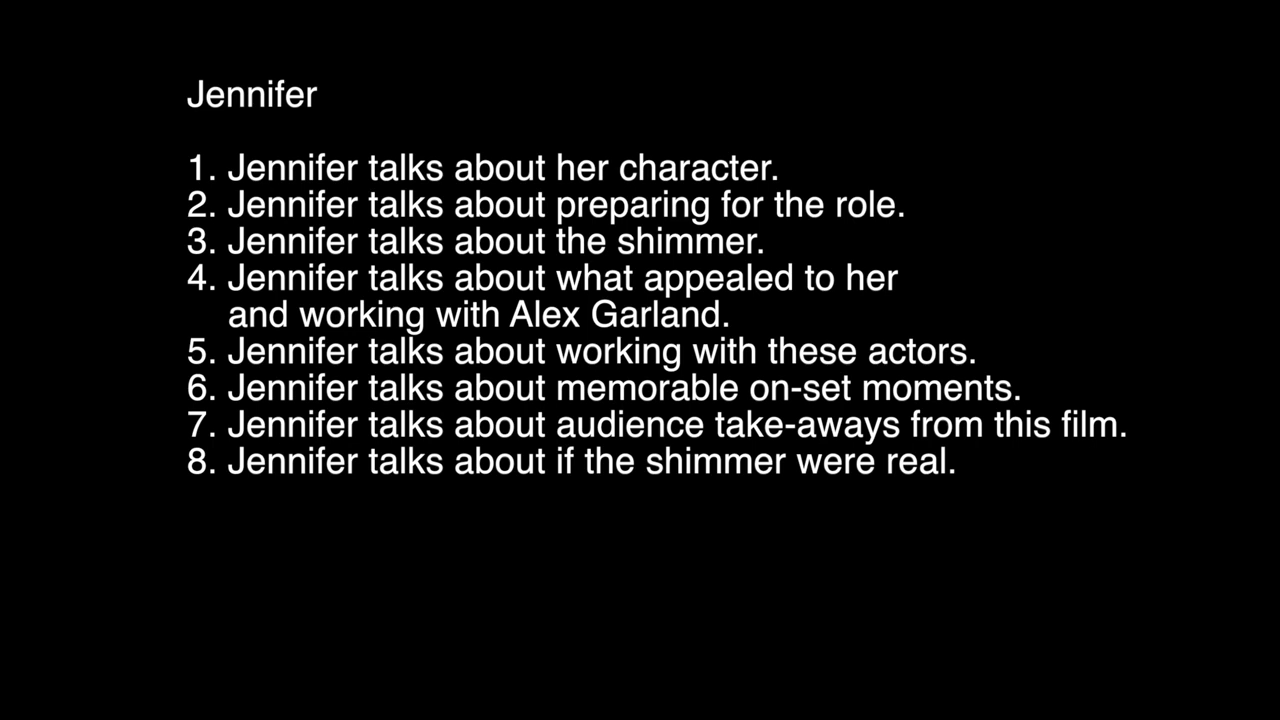 Jennifer
1. Jennifer talks about her character.
2. Jennifer talks about preparing for the role.
3. Jennifer talks about the shimmer.
4. Jennifer talks about what appealed to her
and working with Alex Garland.
5. Jennifer talks about working with these actors.
6. Jennifer talks about memorable on-set moments.
7. Jennifer talks about audience take-aways from this film.
8. Jennifer talks about if the shimmer were real.